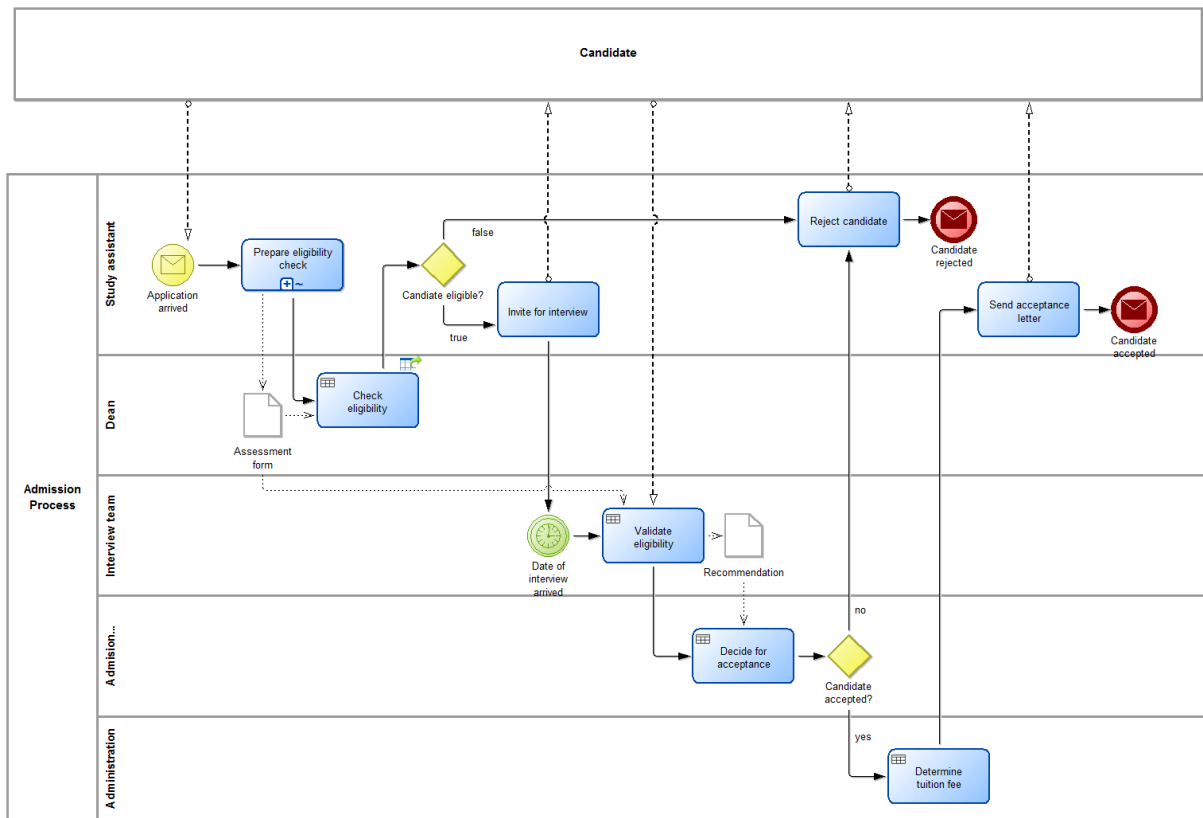 Candidate
Admission
Process
Study assistant
Application
arrived
Prepare eligibility
check
false
Candiate eligible?
true
Invite for interview
Reject candidate
Candidate
rejected
Send acceptance
letter
Candidate
accepted
Dean
Check
eligibility
Assessment
form
Interview team
Date of
interview
arrived
Validate
eligibility
Recommendation
Admision...
Decide for
acceptance
no
Candidate
accepted?
yes
Administration
Determine
tuition fee